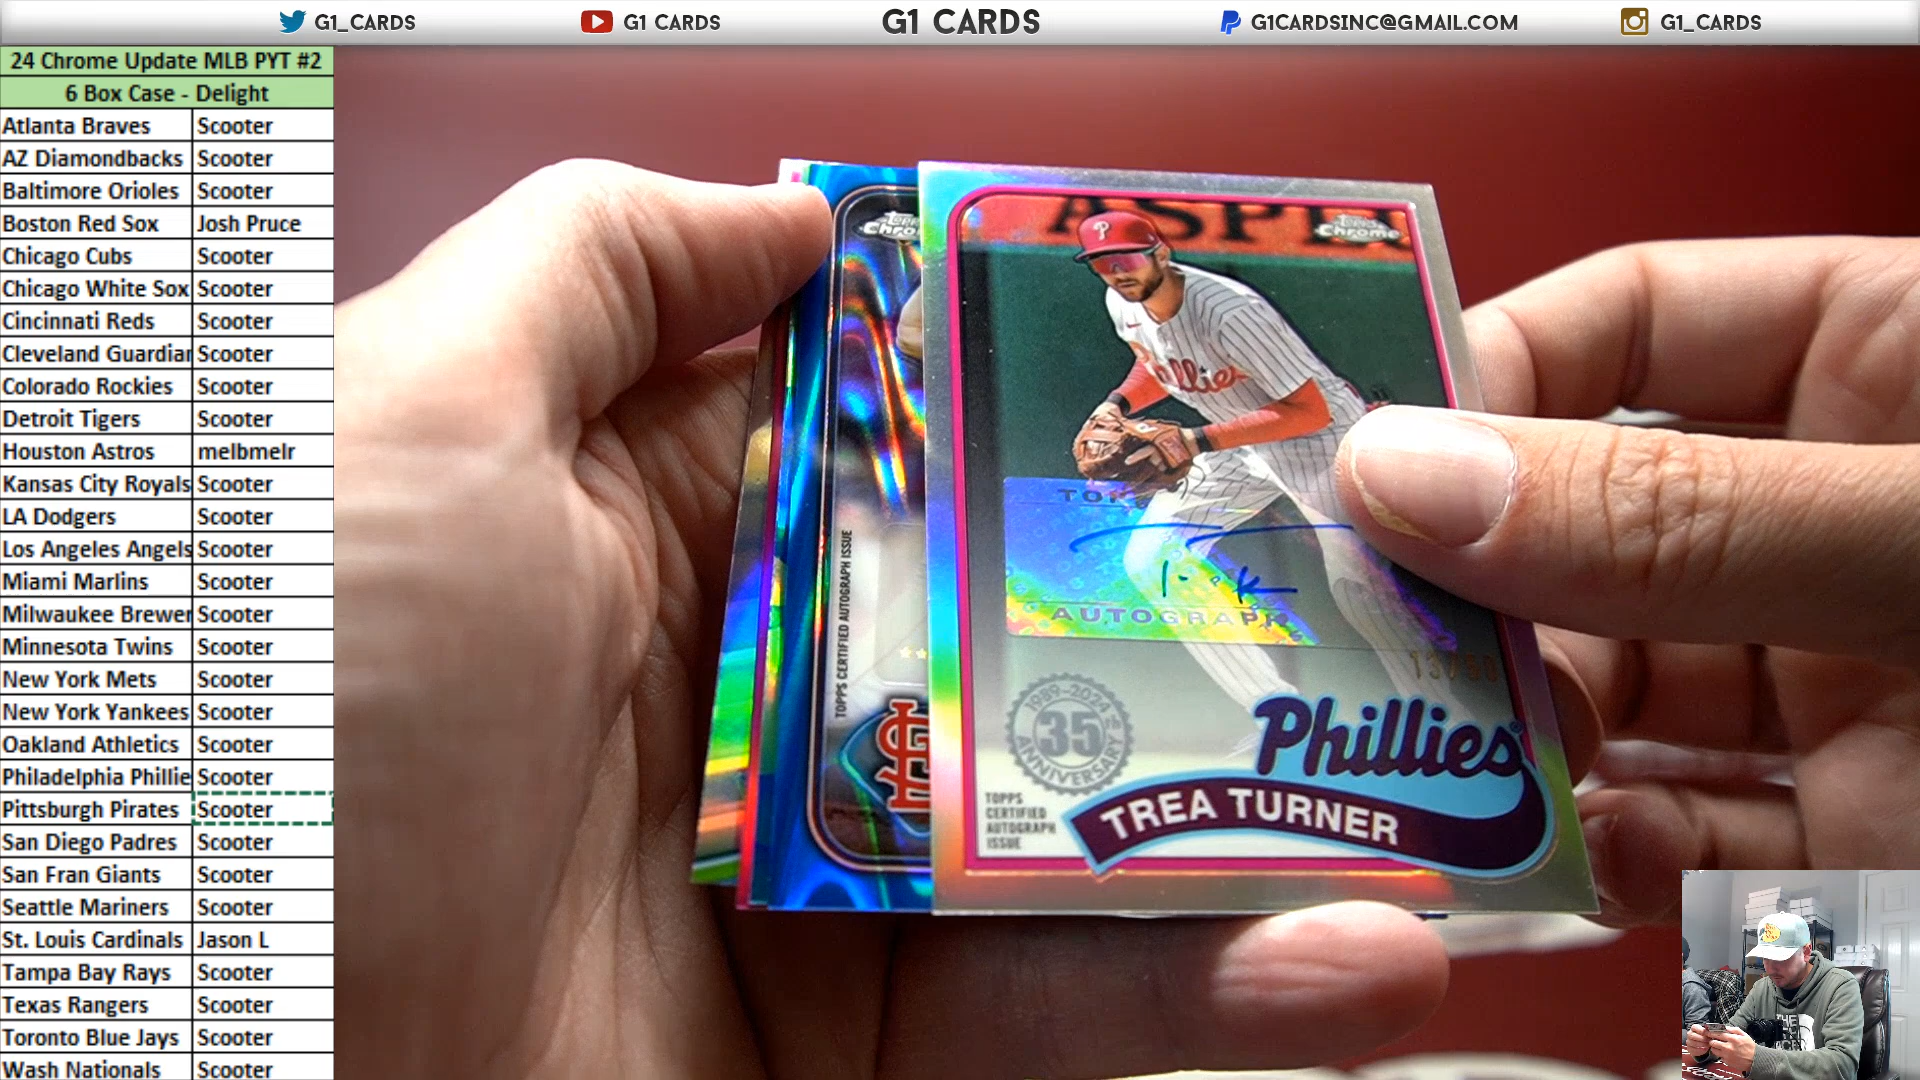 G1_CARDS G1 CARDS G1 CARDS G1CARDSINC@GMAIL.COM G1_CARDS
24 Chrome Update MLB PYT #2
6 Box Case - Delight
Atlanta Braves Scooter
AZ Diamondbacks Scooter
Baltimore Orioles Scooter
Boston Red Sox Josh Pruce
Chicago Cubs Scooter
Chicago White Sox Scooter
Cincinnati Reds Scooter
Cleveland Guardian Scooter
Colorado Rockies Scooter
Detroit Tigers Scooter
Houston Astros melbmelr
Kansas City Royals Scooter
LA Dodgers Scooter
Los Angeles Angels Scooter
Miami Marlins Scooter
Milwaukee Brewer Scooter
Minnesota Twins Scooter
New York Mets Scooter
New York Yankees Scooter
Oakland Athletics Scooter
Philadelphia Phillie Scooter
Pittsburgh Pirates Scooter
San Diego Padres Scooter
San Fran Giants Scooter
Seattle Mariners Scooter
St. Louis Cardinals Jason L
Tampa Bay Rays Scooter
Texas Rangers Scooter
Toronto Blue Jays Scooter
Wash Nationals Scooter
Topps
Chrome
TOPPS CERTIFIED AUTOGRAPH ISSUE
ASPI
Topps
Chrome
P
Phillies
AUTOGRAPH
1989-2024
35th
ANNIVERSARY
Phillies
TREA TURNER
TOPPS
CERTIFIED
AUTOGRAPH
ISSUE